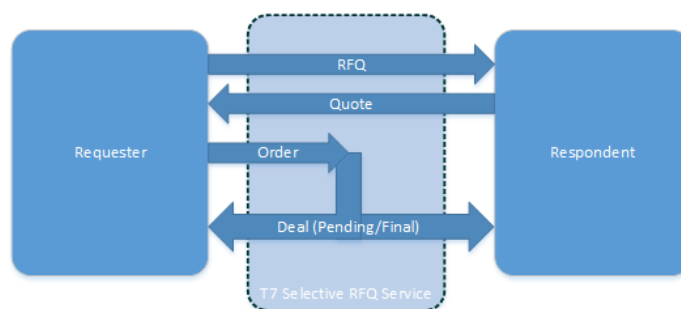 RFQ
Quote
Requester
Order
Respondent
Deal (Pending/Final)
T7 Selective RFQ Service